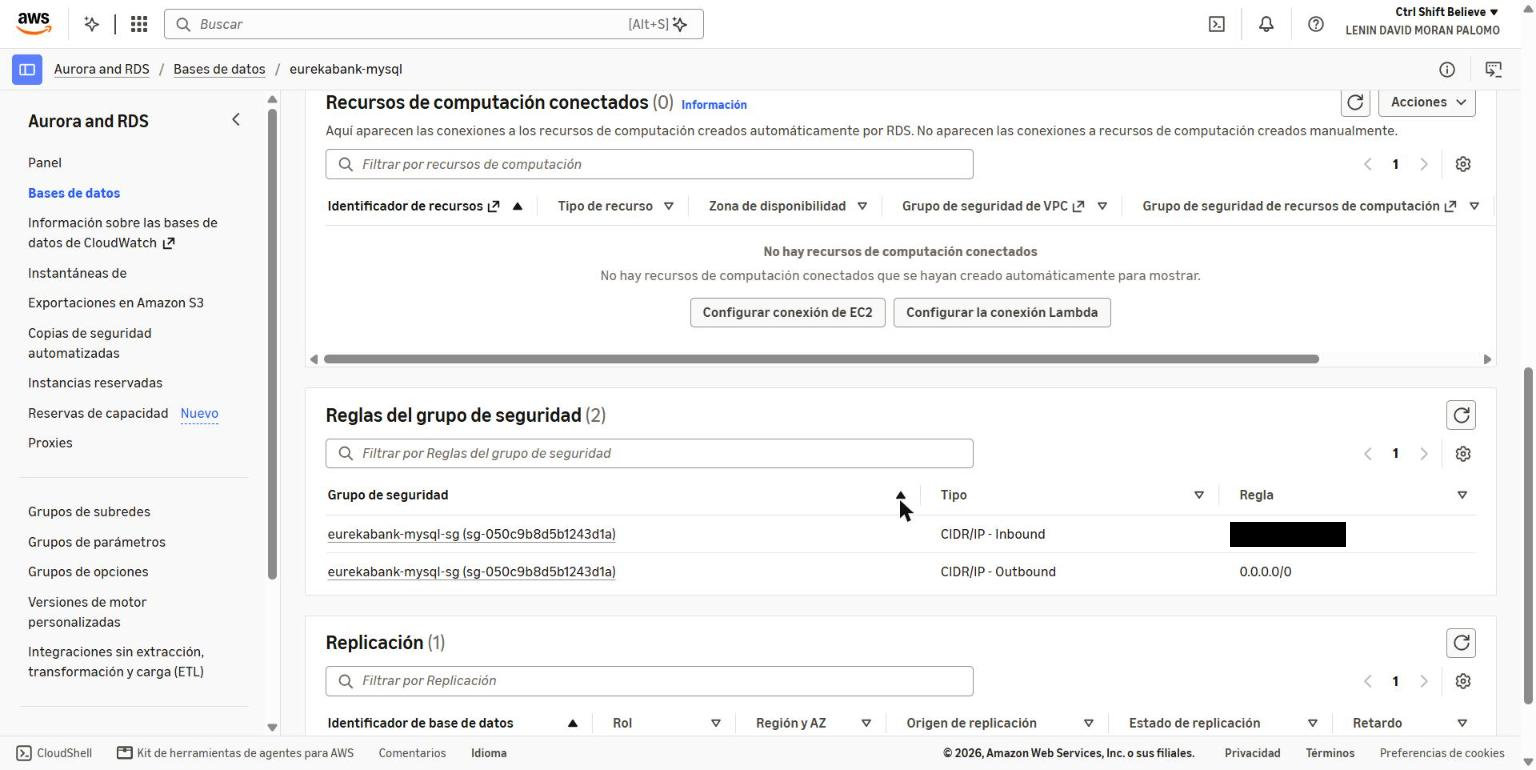 aws
Buscar
[Alt+S]
Ctrl Shift Believe
LENIN DAVID MORAN PALOMO
Aurora and RDS / Bases de datos / eurekabank-mysql
Aurora and RDS
Panel
Bases de datos
Información sobre las bases de
datos de CloudWatch
Instantáneas de
Exportaciones en Amazon S3
Copias de seguridad
automatizadas
Instancias reservadas
Reservas de capacidad Nuevo
Proxies
Grupos de subredes
Grupos de parámetros
Grupos de opciones
Versiones de motor
personalizadas
Integraciones sin extracción,
transformación y carga (ETL)
Recursos de computación conectados (0) Información
Acciones
Aquí aparecen las conexiones a los recursos de computación creados automáticamente por RDS. No aparecen las conexiones a recursos de computación creados manualmente.
Filtrar por recursos de computación
1
Identificador de recursos Tipo de recurso Zona de disponibilidad Grupo de seguridad de VPC Grupo de seguridad de recursos de computación
No hay recursos de computación conectados
No hay recursos de computación conectados que se hayan creado automáticamente para mostrar.
Configurar conexión de EC2 Configurar la conexión Lambda
Reglas del grupo de seguridad (2)
Filtrar por Reglas del grupo de seguridad
1
Grupo de seguridad Tipo Regla
eurekabank-mysql-sg (sg-050c9b8d5b1243d1a) CIDR/IP - Inbound
eurekabank-mysql-sg (sg-050c9b8d5b1243d1a) CIDR/IP - Outbound 0.0.0.0/0
Replicación (1)
Filtrar por Replicación
1
Identificador de base de datos Rol Región y AZ Origen de replicación Estado de replicación Retardo
CloudShell Kit de herramientas de agentes para AWS Comentarios Idioma
© 2026, Amazon Web Services, Inc. o sus filiales. Privacidad Términos Preferencias de cookies